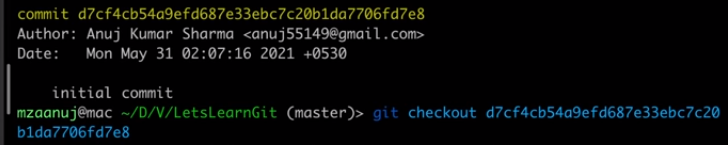 commit d7cf4cb54a9efd687e33ebc7c20b1da7706fd7e8
Author: Anuj Kumar Sharma <anuj55149@gmail.com>
Date:   Mon May 31 02:07:16 2021 +0530
    initial commit
mzaanuj@mac ~/D/V/LetsLearnGit (master)> git checkout d7cf4cb54a9efd687e33ebc7c20
b1da7706fd7e8